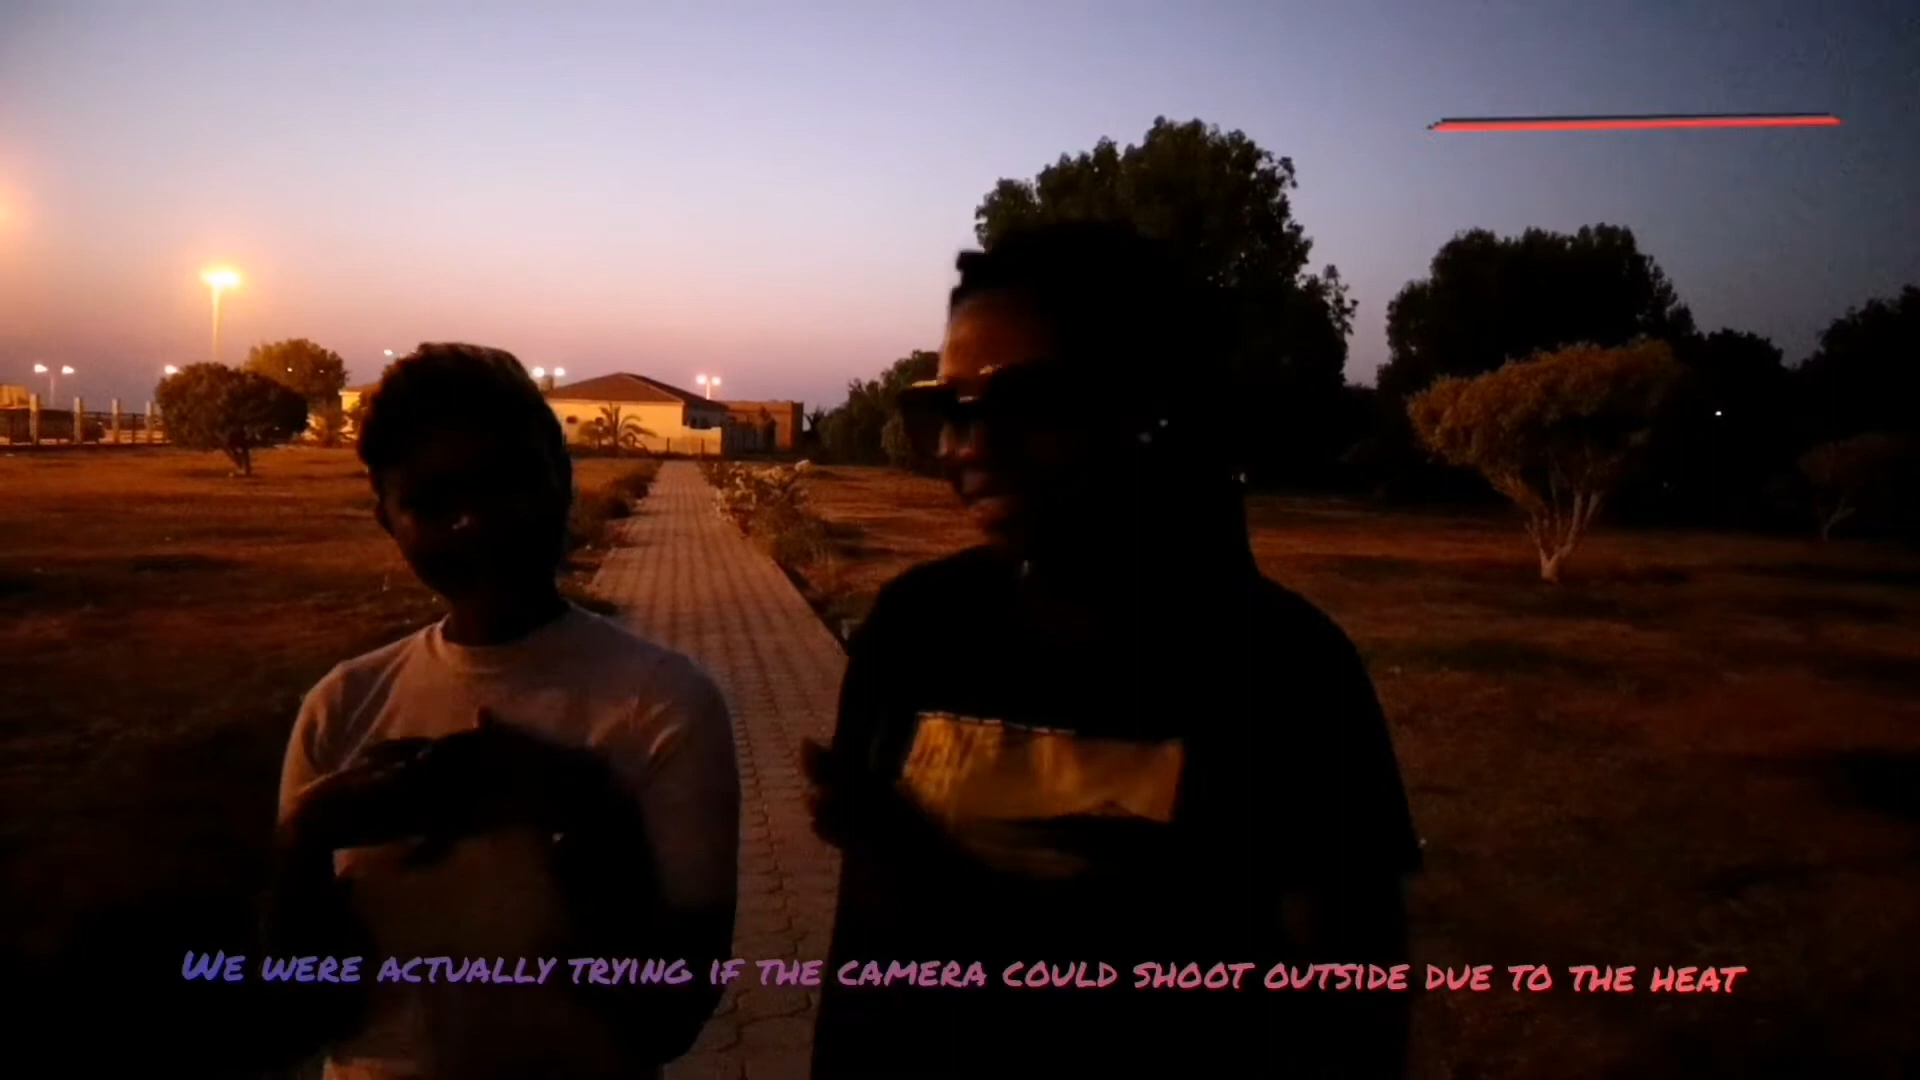 We were actually trying if the camera could shoot outside due to the heat